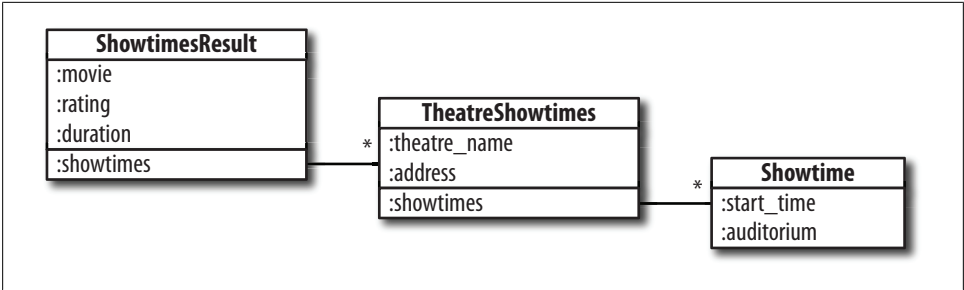 ShowtimesResult
:movie
:rating
:duration
:showtimes
*
TheatreShowtimes
:theatre_name
:address
:showtimes
*
Showtime
:start_time
:auditorium